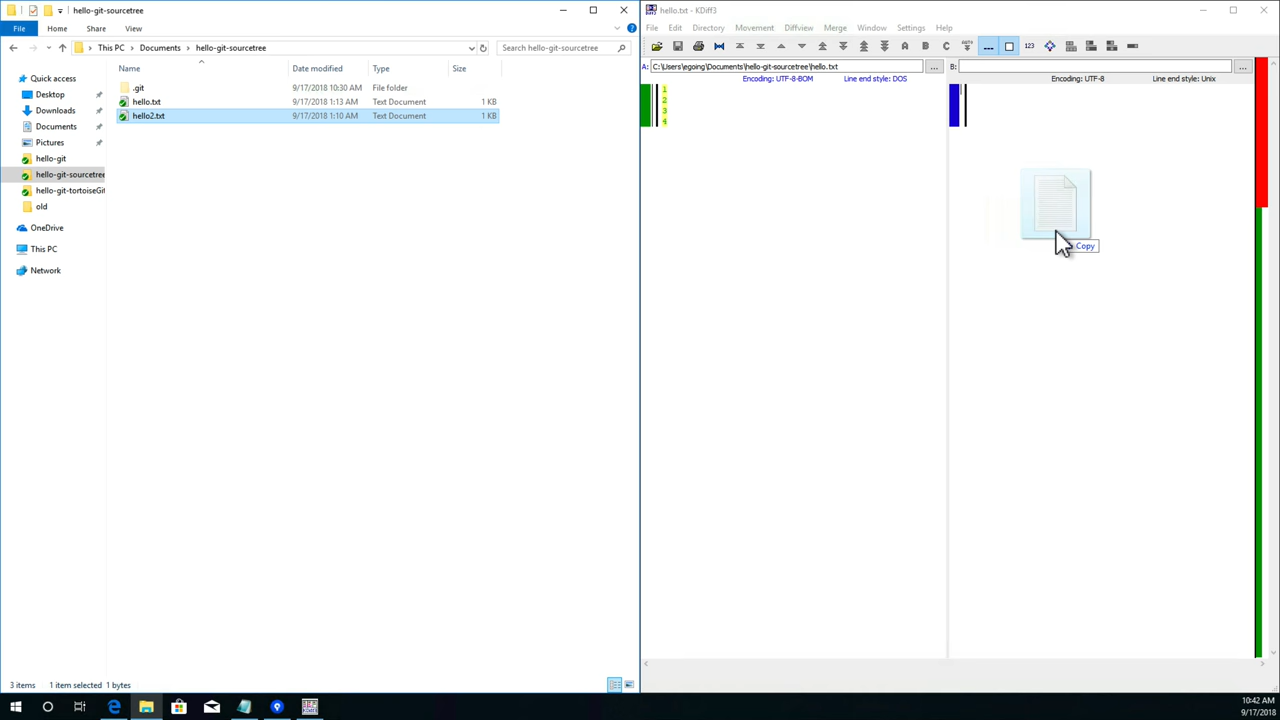 hello-git-sourcetree
File Home Share View
This PC Documents hello-git-sourcetree
Search hello-git-sourcetree
Name Date modified Type Size
.git 9/17/2018 10:30 AM File folder
hello.txt 9/17/2018 1:13 AM Text Document 1 KB
hello2.txt 9/17/2018 1:10 AM Text Document 1 KB
Quick access
Desktop
Downloads
Documents
Pictures
hello-git
hello-git-sourcetree
hello-git-tortoiseGit
old
OneDrive
This PC
Network
3 items 1 item selected 1 bytes
hello.txt - KDiff3
File Edit Directory Movement Diffview Merge Window Settings Help
A B C 123
A: C:\Users\egoing\Documents\hello-git-sourcetree\hello.txt ...
Encoding: UTF-8-BOM Line end style: DOS
1
2
3
4
B: ...
Encoding: UTF-8 Line end style: Unix
Copy
10:42 AM
9/17/2018